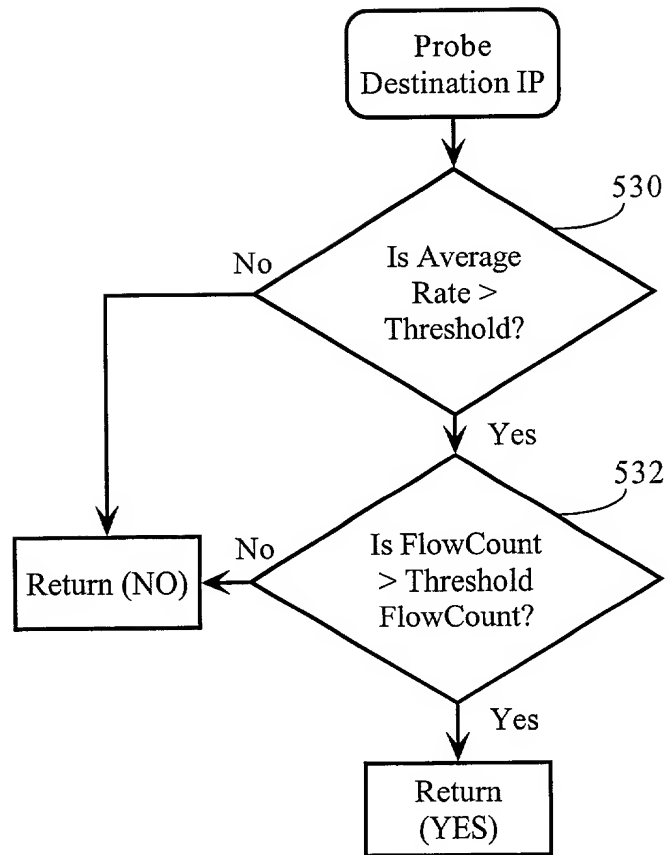 Probe
Destination IP
530
Is Average
Rate >
Threshold?
No
Yes
532
Is FlowCount
> Threshold
FlowCount?
No
Return (NO)
Yes
Return
(YES)